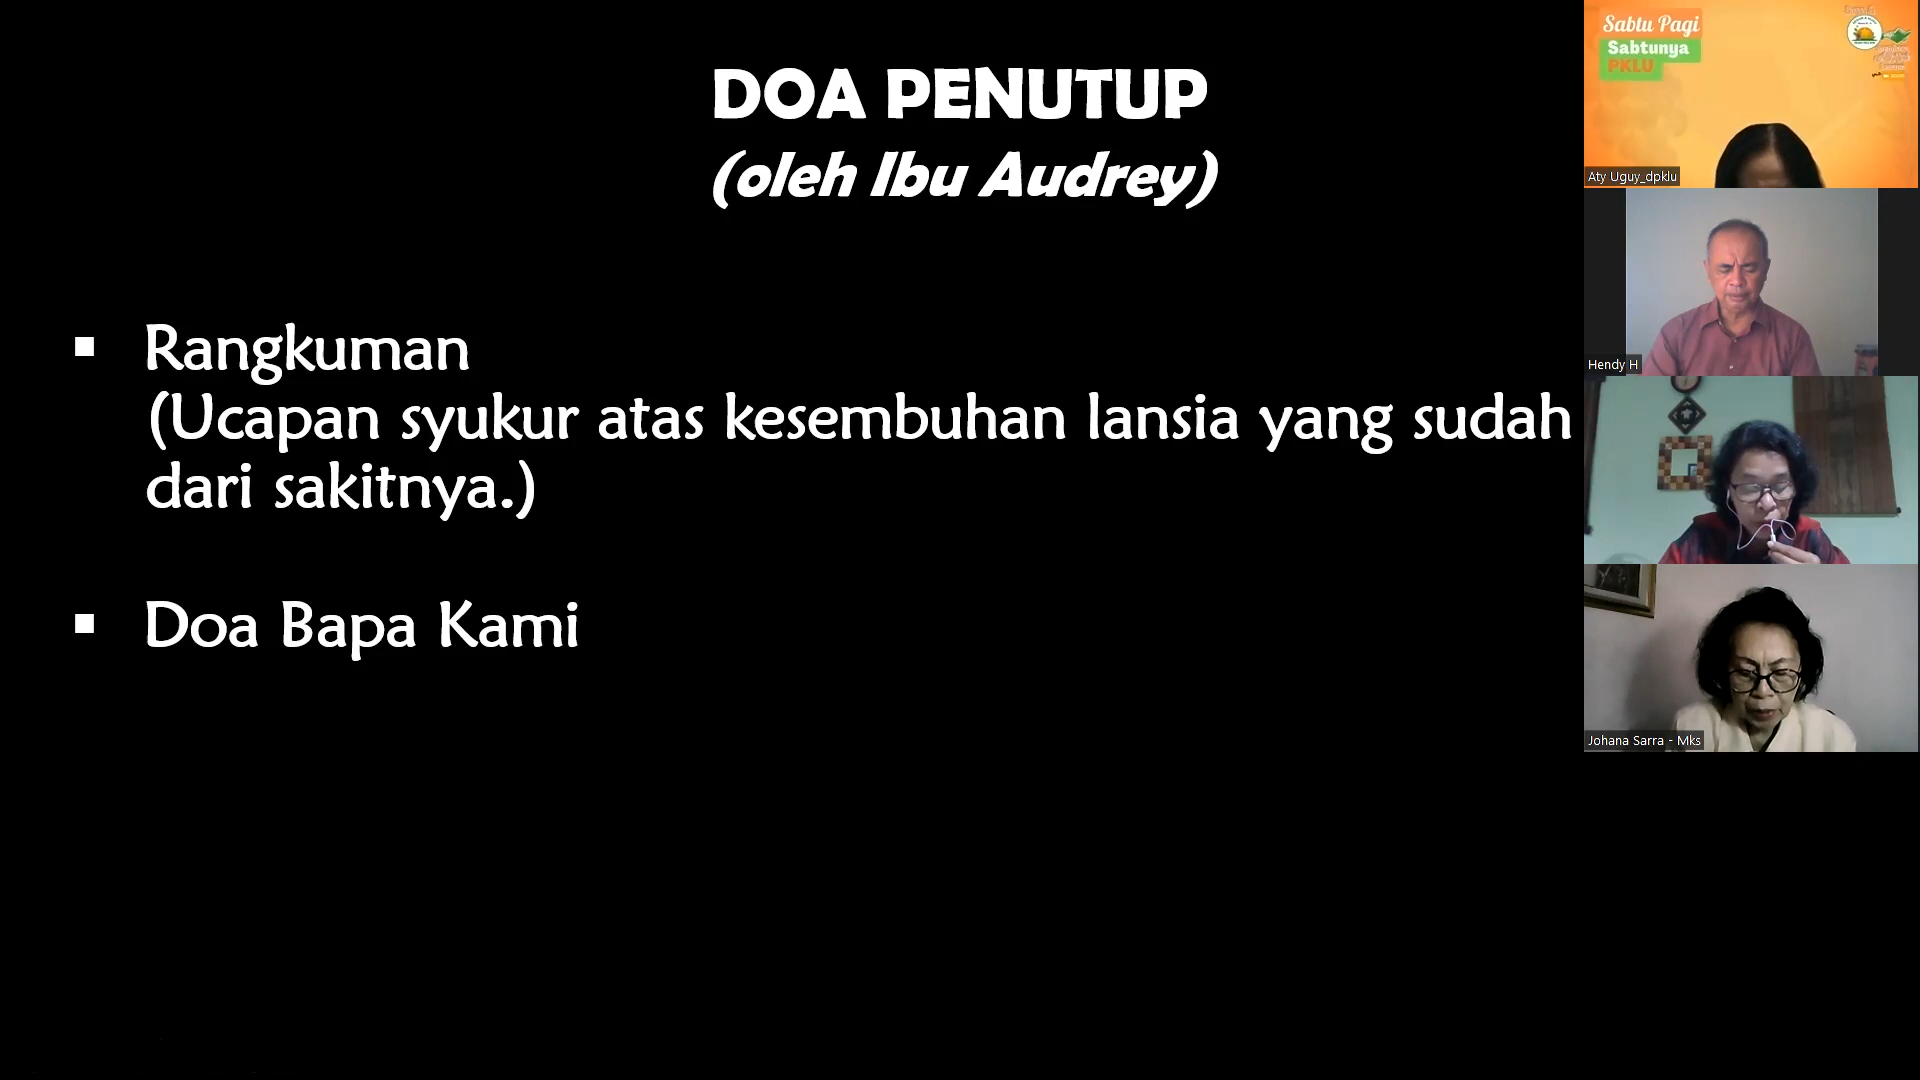 DOA PENUTUP
(oleh Ibu Audrey)
▪ Rangkuman
(Ucapan syukur atas kesembuhan lansia yang sudah
dari sakitnya.)
▪ Doa Bapa Kami
Sabtu Pagi
Sabtunya
PKLU
Aty Uguy_dpklu
Hendy H
Johana Sarra - Mks